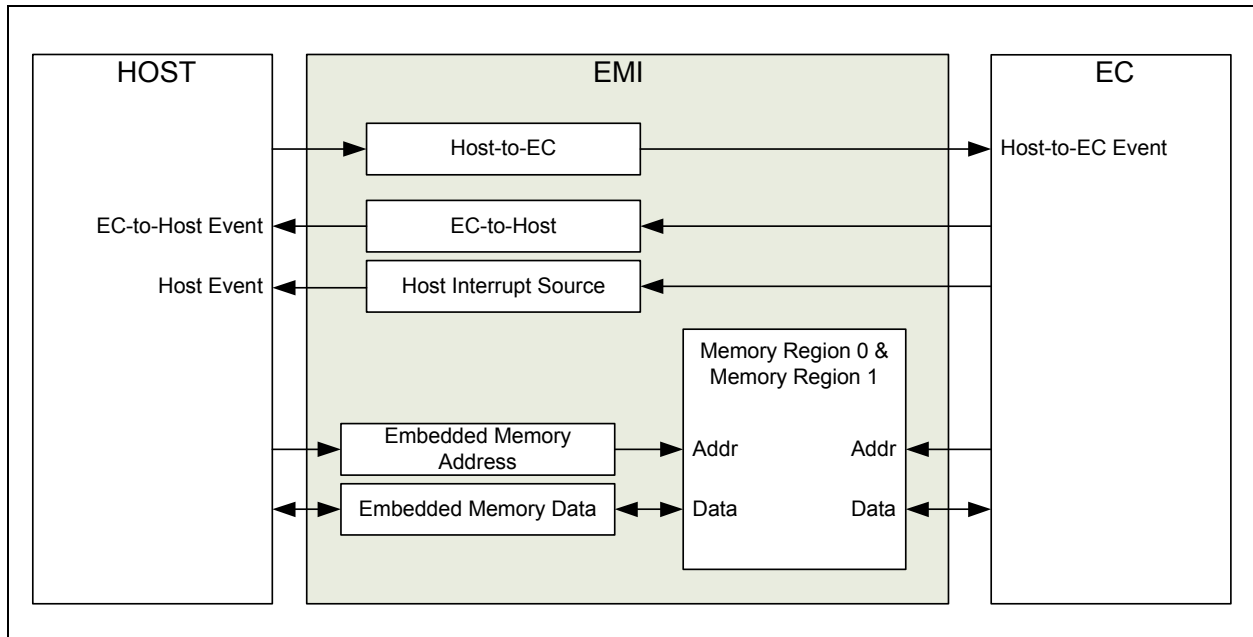 HOST
EMI
EC
Host-to-EC
Host-to-EC Event
EC-to-Host Event
EC-to-Host
Host Event
Host Interrupt Source
Memory Region 0 &
Memory Region 1
Embedded Memory
Address
Addr
Addr
Embedded Memory Data
Data
Data